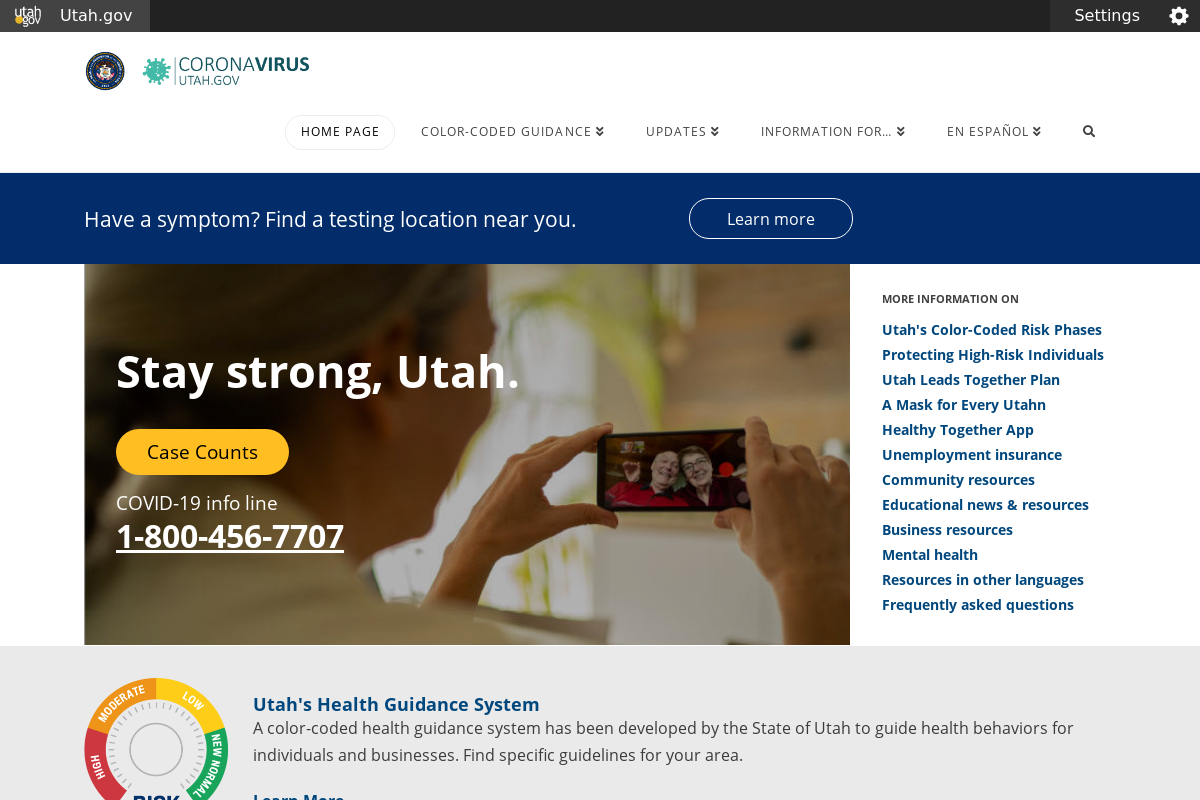 utah
gov
Utah.gov
Settings
CORONAVIRUS
UTAH.GOV
HOME PAGE
COLOR-CODED GUIDANCE
UPDATES
INFORMATION FOR…
EN ESPAÑOL
Have a symptom? Find a testing location near you.
Learn more
Stay strong, Utah.
Case Counts
COVID-19 info line
1-800-456-7707
MORE INFORMATION ON
Utah's Color-Coded Risk Phases
Protecting High-Risk Individuals
Utah Leads Together Plan
A Mask for Every Utahn
Healthy Together App
Unemployment insurance
Community resources
Educational news & resources
Business resources
Mental health
Resources in other languages
Frequently asked questions
HIGH
MODERATE
LOW
NEW NORMAL
RISK
Utah's Health Guidance System
A color-coded health guidance system has been developed by the State of Utah to guide health behaviors for
individuals and businesses. Find specific guidelines for your area.
Learn More